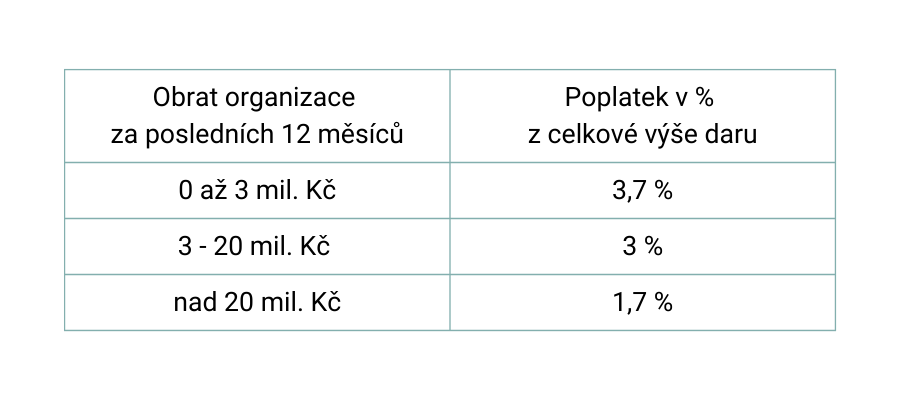 Obrat organizace
za posledních 12 měsíců
Poplatek v %
z celkové výše daru
0 až 3 mil. Kč
3,7 %
3 - 20 mil. Kč
3 %
nad 20 mil. Kč
1,7 %